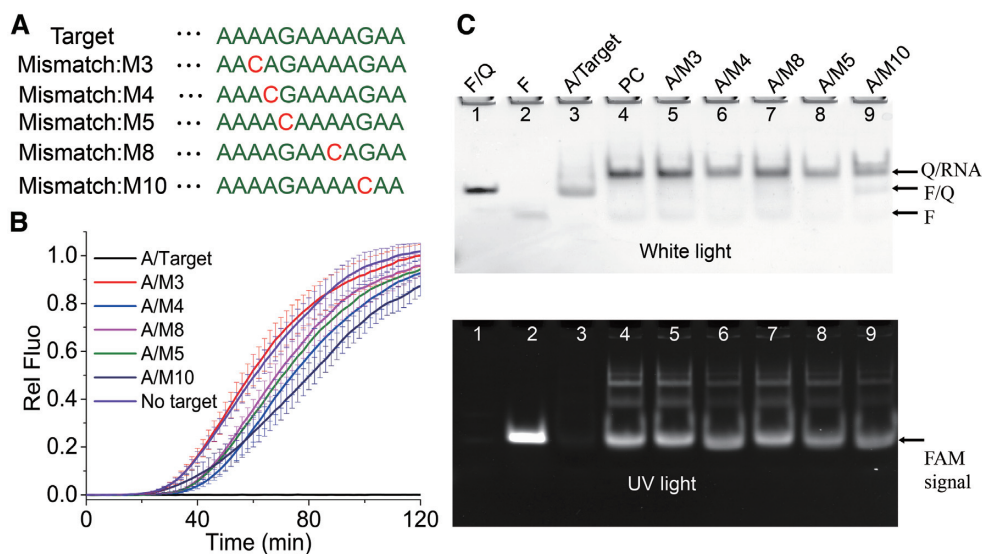 A
Target ··· AAAAGAAAAGAA
Mismatch:M3 ··· AACAGAAAAGAA
Mismatch:M4 ··· AAACGAAAAGAA
Mismatch:M5 ··· AAAACAAAAGAA
Mismatch:M8 ··· AAAAGAACAGAA
Mismatch:M10 ··· AAAAGAAAACAA
B
Rel Fluo
1.0
0.8
0.6
0.4
0.2
0.0
A/Target
A/M3
A/M4
A/M8
A/M5
A/M10
No target
0 40 80 120
Time (min)
C
F/Q F A/Target PC A/M3 A/M4 A/M8 A/M5 A/M10
1 2 3 4 5 6 7 8 9
Q/RNA
F/Q
F
White light
1 2 3 4 5 6 7 8 9
FAM
signal
UV light